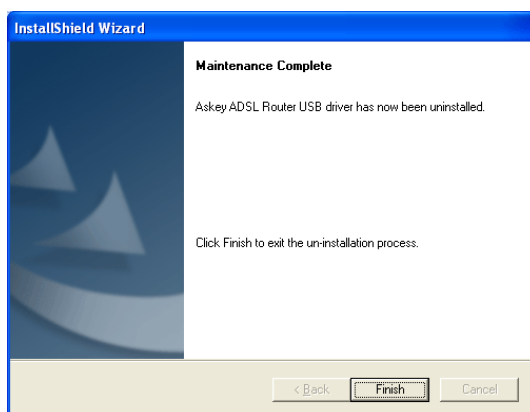 InstallShield Wizard
Maintenance Complete
Askey ADSL Router USB driver has now been uninstalled.
Click Finish to exit the un-installation process.
< Back Finish Cancel